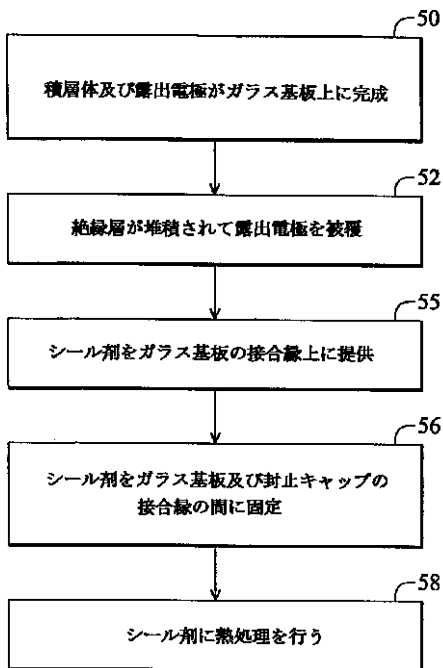 50
積層体及び露出電極がガラス基板上に完成
52
絶縁層が堆積されて露出電極を被覆
55
シール剤をガラス基板の接合縁上に提供
56
シール剤をガラス基板及び封止キャップの
接合縁の間に固定
58
シール剤に熱処理を行う